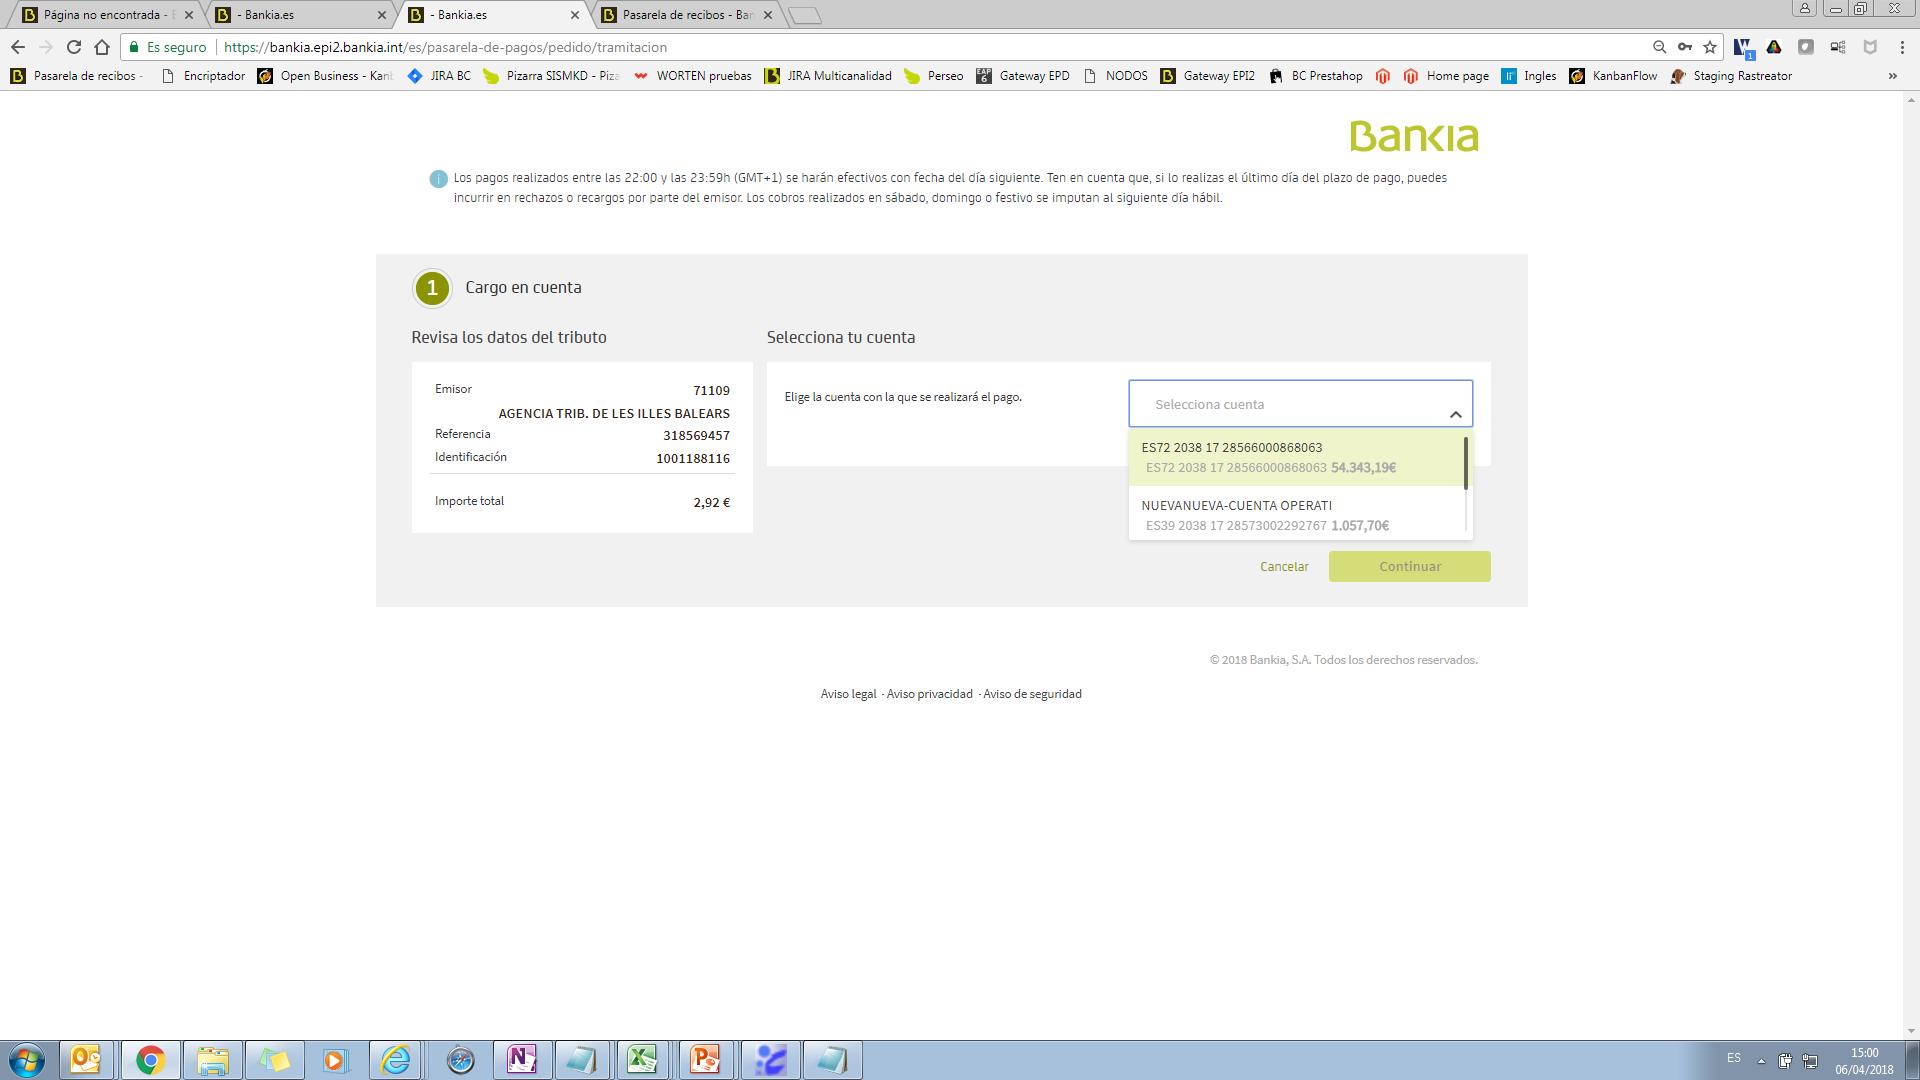 Página no encontrada - B
- Bankia.es
- Bankia.es
Pasarela de recibos - Ban
Es seguro
https://bankia.epi2.bankia.int/es/pasarela-de-pagos/pedido/tramitacion
Pasarela de recibos -
Encriptador
Open Business - Kanb
JIRA BC
Pizarra SISMKD - Piza
WORTEN pruebas
JIRA Multicanalidad
Perseo
Gateway EPD
NODOS
Gateway EPI2
BC Prestahop
Home page
Ingles
KanbanFlow
Staging Rastreator
Bankia
Los pagos realizados entre las 22:00 y las 23:59h (GMT+1) se harán efectivos con fecha del día siguiente. Ten en cuenta que, si lo realizas el último día del plazo de pago, puedes
incurrir en rechazos o recargos por parte del emisor. Los cobros realizados en sábado, domingo o festivo se imputan al siguiente día hábil.
1 Cargo en cuenta
Revisa los datos del tributo
Emisor 71109
AGENCIA TRIB. DE LES ILLES BALEARS
Referencia 318569457
Identificación 1001188116
Importe total 2,92 €
Selecciona tu cuenta
Elige la cuenta con la que se realizará el pago.
Selecciona cuenta
ES72 2038 17 28566000868063
ES72 2038 17 28566000868063 54.343,19€
NUEVANUEVA-CUENTA OPERATI
ES39 2038 17 28573002292767 1.057,70€
Cancelar
Continuar
© 2018 Bankia, S.A. Todos los derechos reservados.
Aviso legal · Aviso privacidad · Aviso de seguridad
ES
15:00
06/04/2018